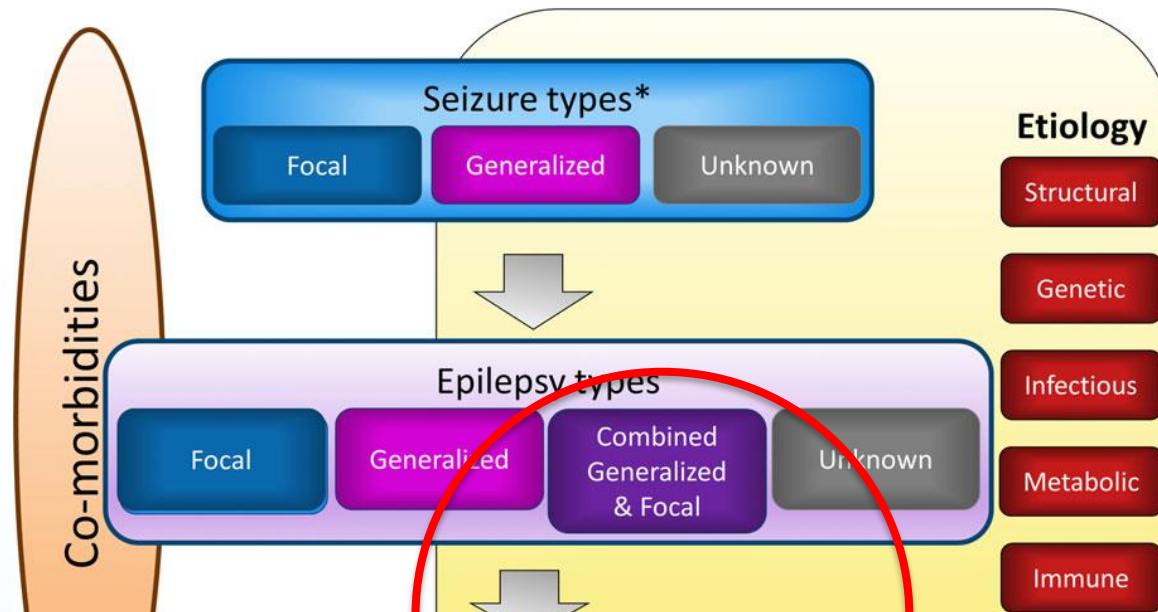 Seizure types*
Focal
Generalized
Unknown
Etiology
Structural
Genetic
Infectious
Metabolic
Immune
Co-morbidities
Epilepsy types
Focal
Generalized
Combined
Generalized
& Focal
Unknown